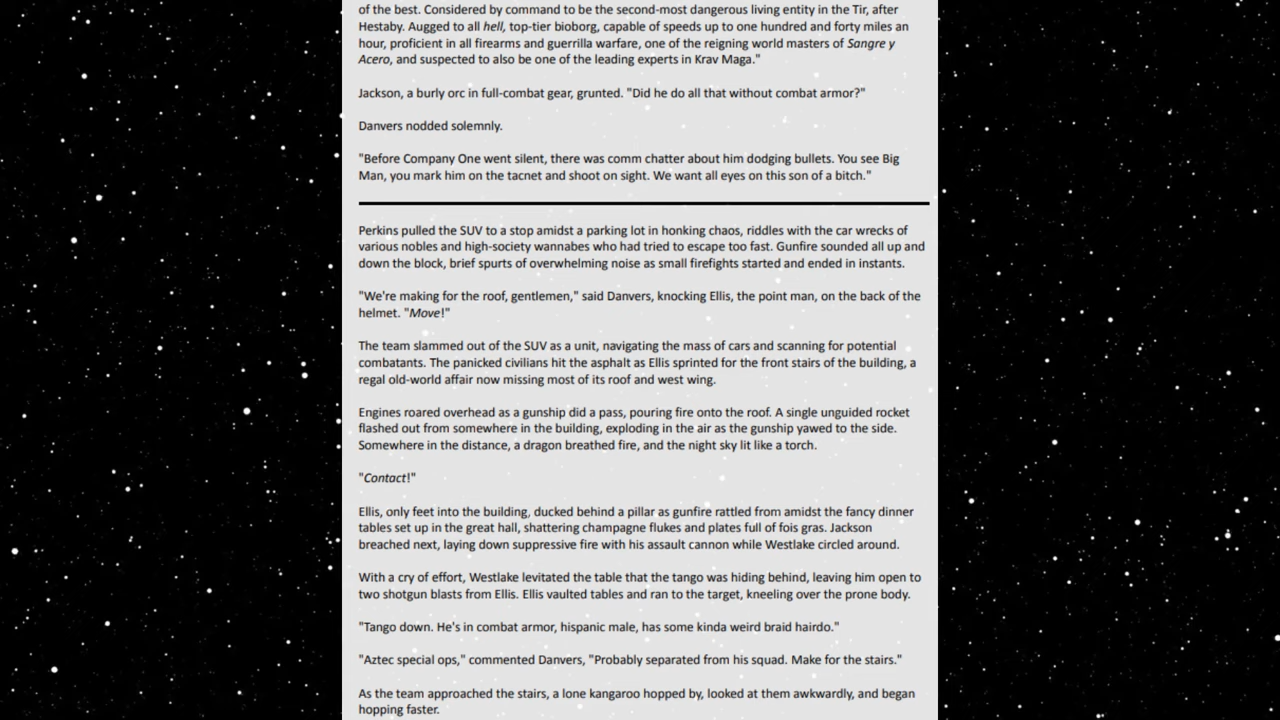 of the best. Considered by command to be the second-most dangerous living entity in the Tir, after
Hestaby. Augged to all hell, top-tier bioborg, capable of speeds up to one hundred and forty miles an
hour, proficient in all firearms and guerrilla warfare, one of the reigning world masters of Sangre y
Acero, and suspected to also be one of the leading experts in Krav Maga."
Jackson, a burly orc in full-combat gear, grunted. "Did he do all that without combat armor?"
Danvers nodded solemnly.
"Before Company One went silent, there was comm chatter about him dodging bullets. You see Big
Man, you mark him on the tacnet and shoot on sight. We want all eyes on this son of a bitch."
Perkins pulled the SUV to a stop amidst a parking lot in honking chaos, riddles with the car wrecks of
various nobles and high-society wannabes who had tried to escape too fast. Gunfire sounded all up and
down the block, brief spurts of overwhelming noise as small firefights started and ended in instants.
"We're making for the roof, gentlemen," said Danvers, knocking Ellis, the point man, on the back of the
helmet. "Move!"
The team slammed out of the SUV as a unit, navigating the mass of cars and scanning for potential
combatants. The panicked civilians hit the asphalt as Ellis sprinted for the front stairs of the building, a
regal old-world affair now missing most of its roof and west wing.
Engines roared overhead as a gunship did a pass, pouring fire onto the roof. A single unguided rocket
flashed out from somewhere in the building, exploding in the air as the gunship yawed to the side.
Somewhere in the distance, a dragon breathed fire, and the night sky lit like a torch.
"Contact!"
Ellis, only feet into the building, ducked behind a pillar as gunfire rattled from amidst the fancy dinner
tables set up in the great hall, shattering champagne flukes and plates full of fois gras. Jackson
breached next, laying down suppressive fire with his assault cannon while Westlake circled around.
With a cry of effort, Westlake levitated the table that the tango was hiding behind, leaving him open to
two shotgun blasts from Ellis. Ellis vaulted tables and ran to the target, kneeling over the prone body.
"Tango down. He's in combat armor, hispanic male, has some kinda weird braid hairdo."
"Aztec special ops," commented Danvers, "Probably separated from his squad. Make for the stairs."
As the team approached the stairs, a lone kangaroo hopped by, looked at them awkwardly, and began
hopping faster.